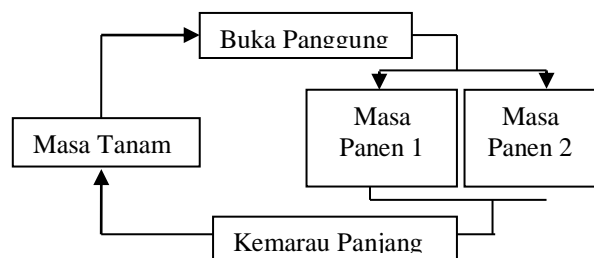 Buka Panggung
Masa
Panen 1
Masa
Panen 2
Masa Tanam
Kemarau Panjang